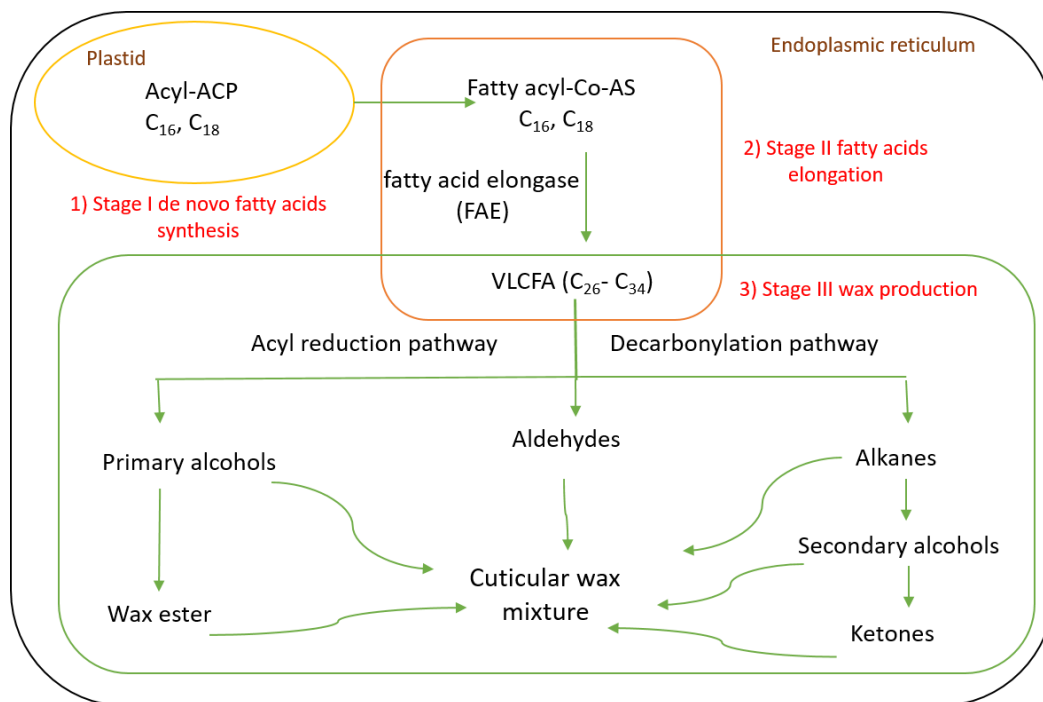 Endoplasmic reticulum
Plastid
Acyl-ACP
C₁₆, C₁₈
Fatty acyl-Co-AS
C₁₆, C₁₈
2) Stage II fatty acids
elongation
fatty acid elongase
(FAE)
1) Stage I de novo fatty acids
synthesis
VLCFA (C₂₆- C₃₄)
3) Stage III wax production
Acyl reduction pathway
Decarbonylation pathway
Primary alcohols
Aldehydes
Alkanes
Secondary alcohols
Cuticular wax
mixture
Wax ester
Ketones